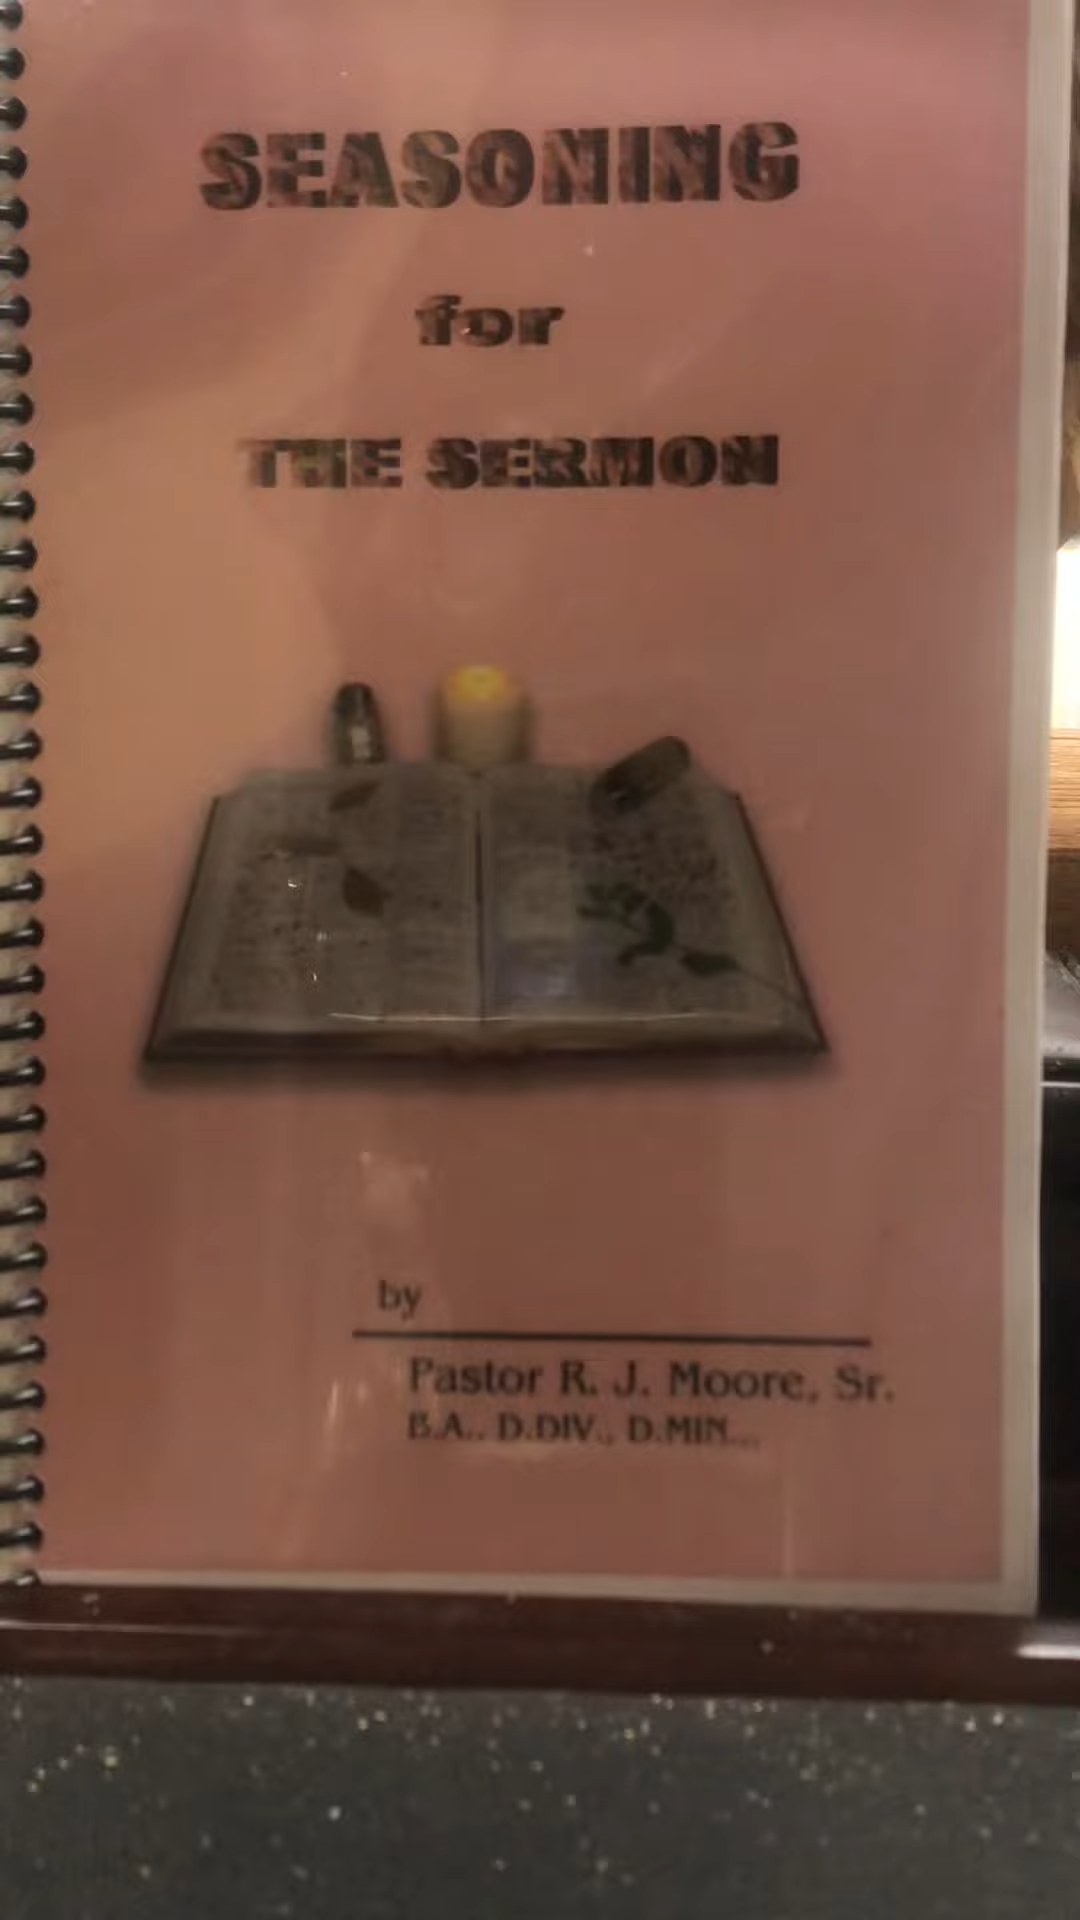 SEASONING
for
THE SERMON
by
Pastor R. J. Moore, Sr.
B.A., D.DIV., D.MIN...